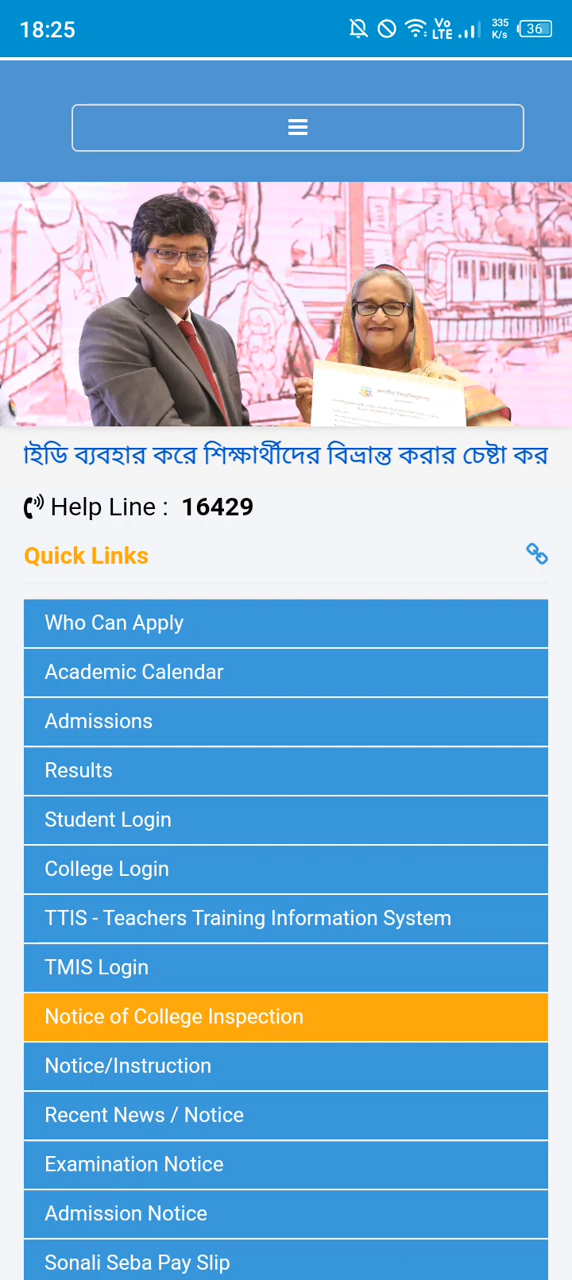 18:25
Vo
LTE
335
K/s
36
াইডি ব্যবহার করে শিক্ষার্থীদের বিভ্রান্ত করার চেষ্টা কর
Help Line : 16429
Quick Links
Who Can Apply
Academic Calendar
Admissions
Results
Student Login
College Login
TTIS - Teachers Training Information System
TMIS Login
Notice of College Inspection
Notice/Instruction
Recent News / Notice
Examination Notice
Admission Notice
Sonali Seba Pay Slip